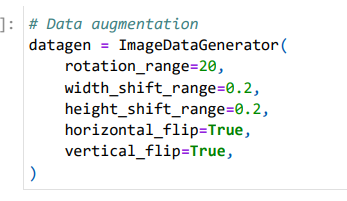 ]: # Data augmentation
datagen = ImageDataGenerator(
    rotation_range=20,
    width_shift_range=0.2,
    height_shift_range=0.2,
    horizontal_flip=True,
    vertical_flip=True,
)